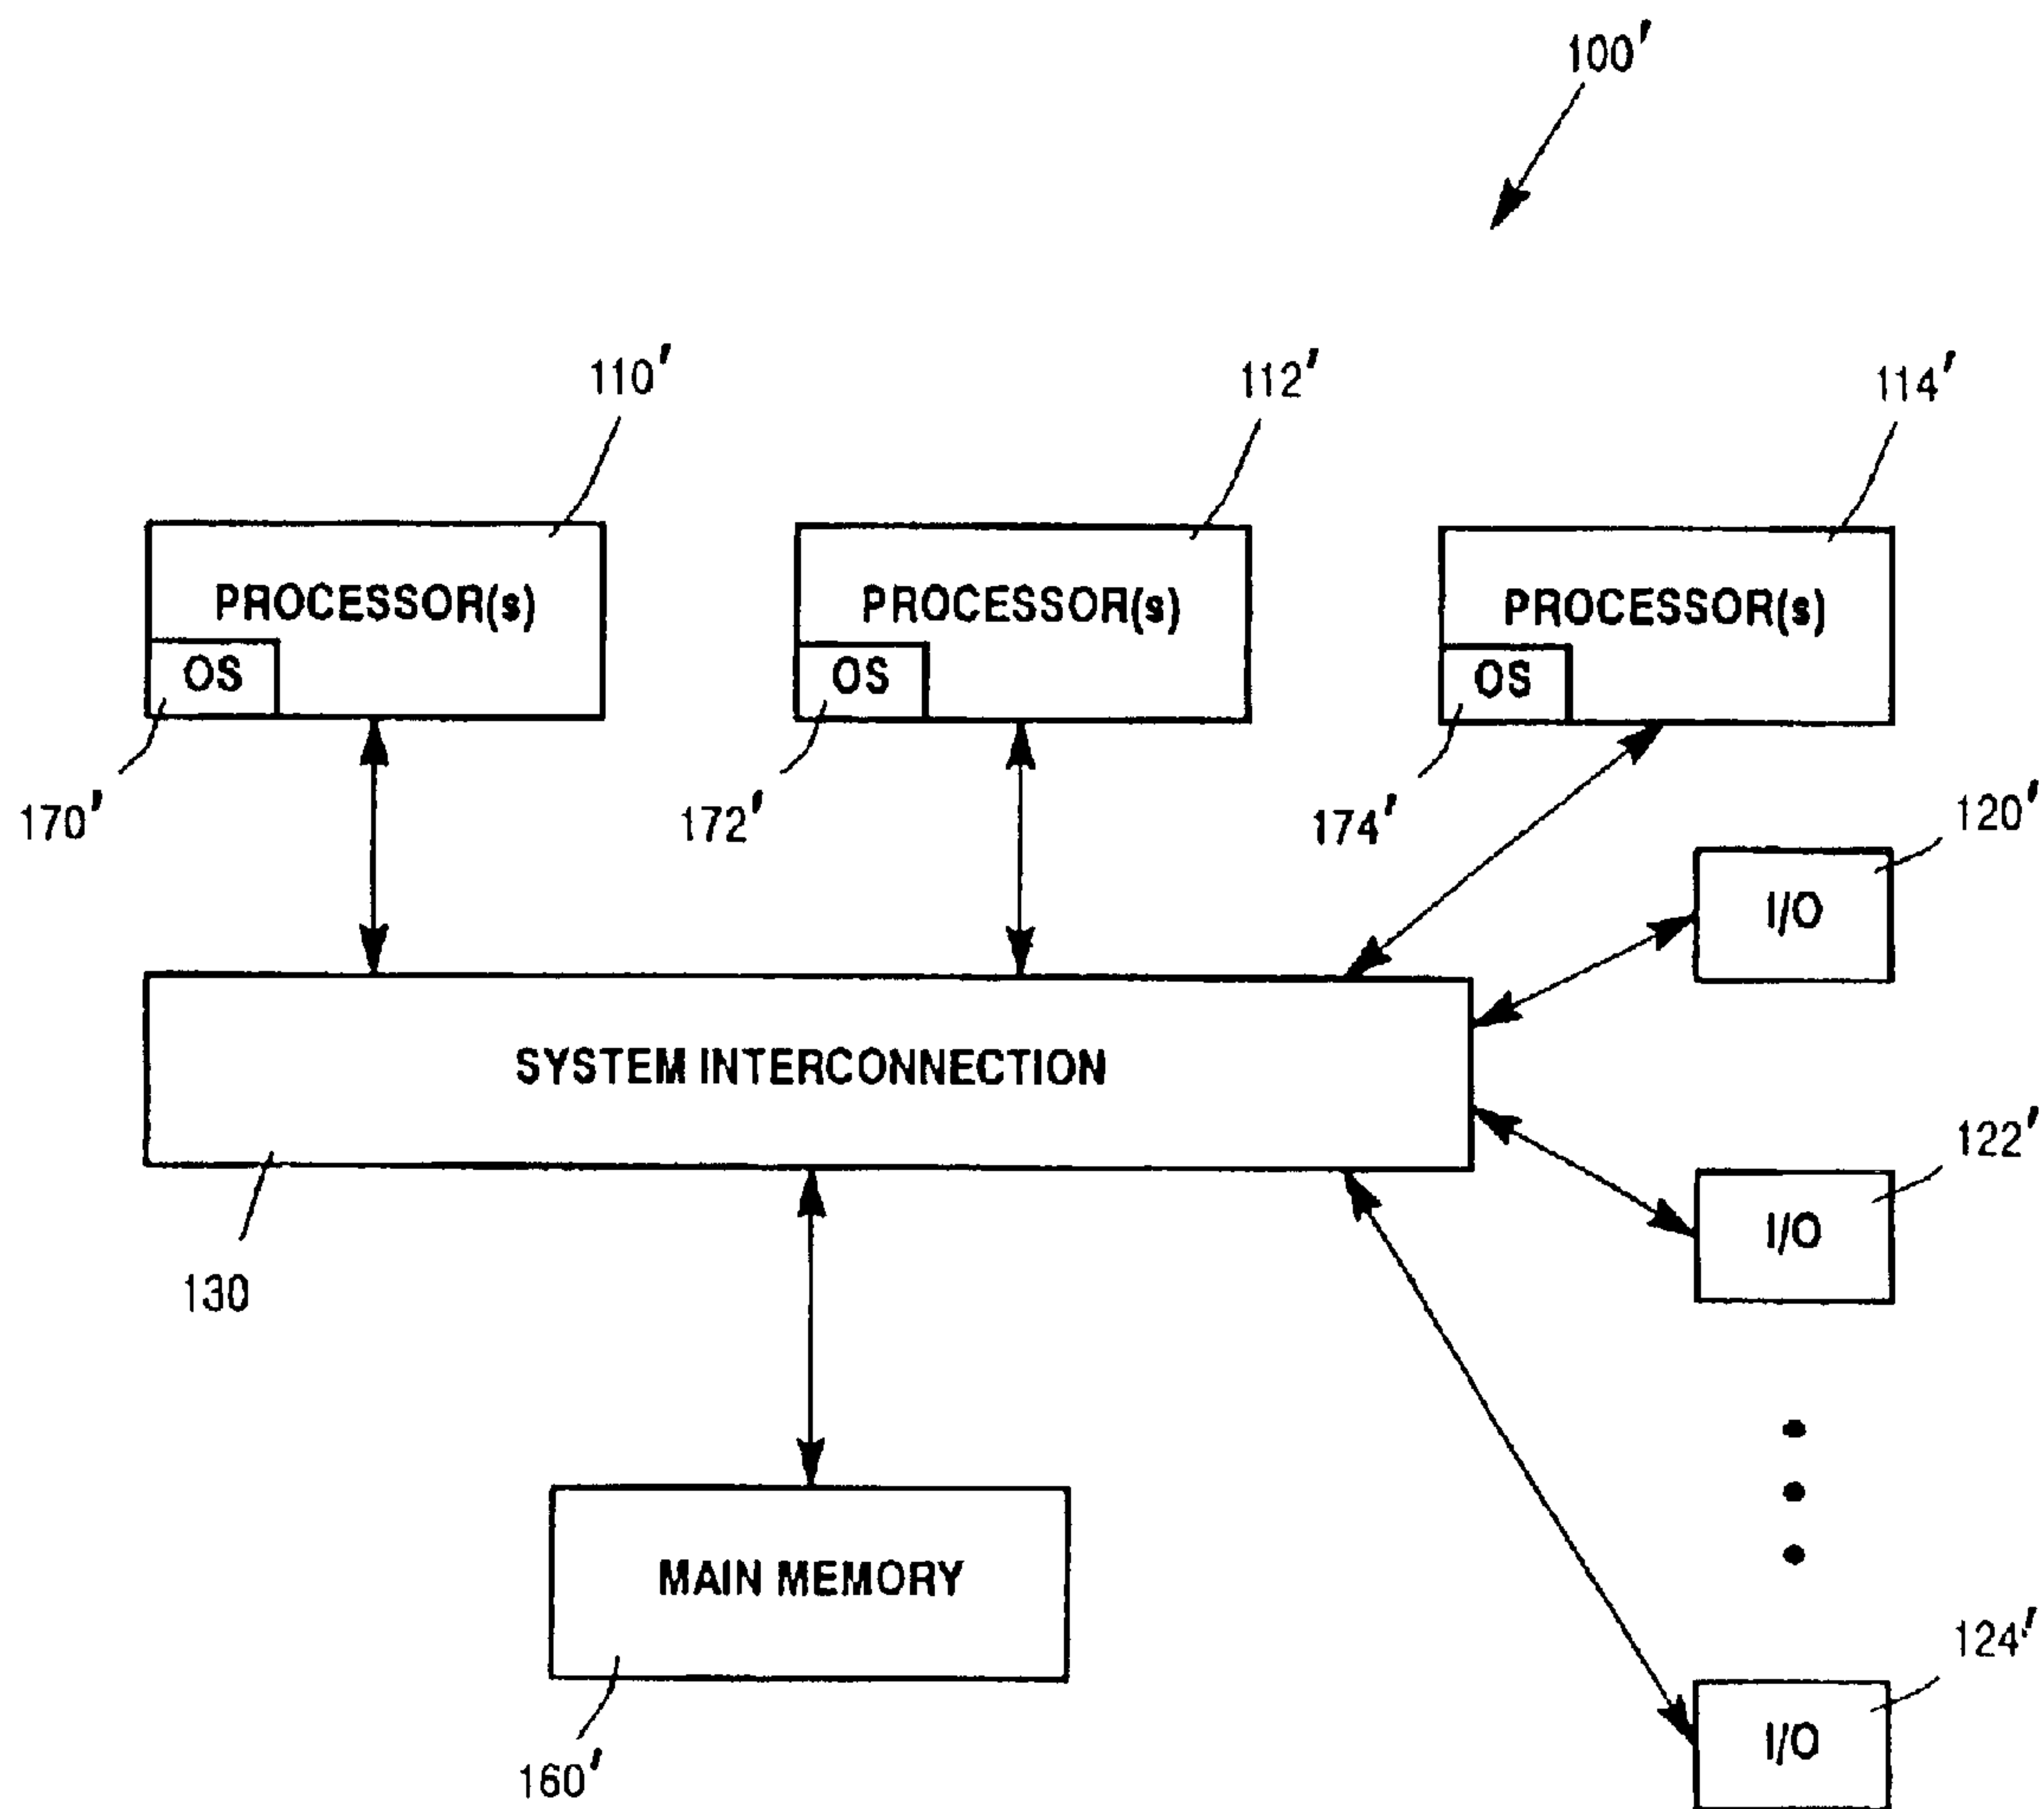 100'
110'
112'
114'
PROCESSOR(s)
PROCESSOR(s)
PROCESSOR(s)
OS
OS
OS
170'
172'
174'
120'
I/O
SYSTEM INTERCONNECTION
122'
I/O
130
MAIN MEMORY
124'
I/O
160'